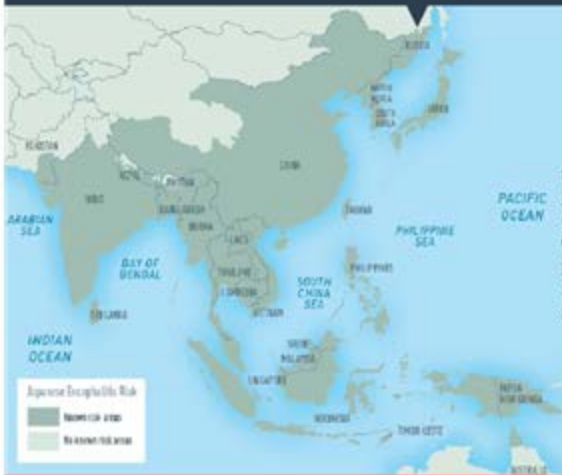 RUSSIA
NORTH
KOREA
SOUTH
KOREA
JAPAN
PAKISTAN
NEPAL
BHUTAN
CHINA
INDIA
BANGLADESH
BURMA
TAIWAN
LAOS
ARABIAN
SEA
BAY OF
BENGAL
THAILAND
CAMBODIA
VIETNAM
SOUTH
CHINA
SEA
PHILIPPINES
PHILIPPINE
SEA
PACIFIC
OCEAN
SRI LANKA
INDIAN
OCEAN
BRUNEI
MALAYSIA
SINGAPORE
INDONESIA
PAPUA
NEW GUINEA
TIMOR-LESTE
AUSTRALIA
Japanese Encephalitis Risk
Known risk areas
No known risk areas